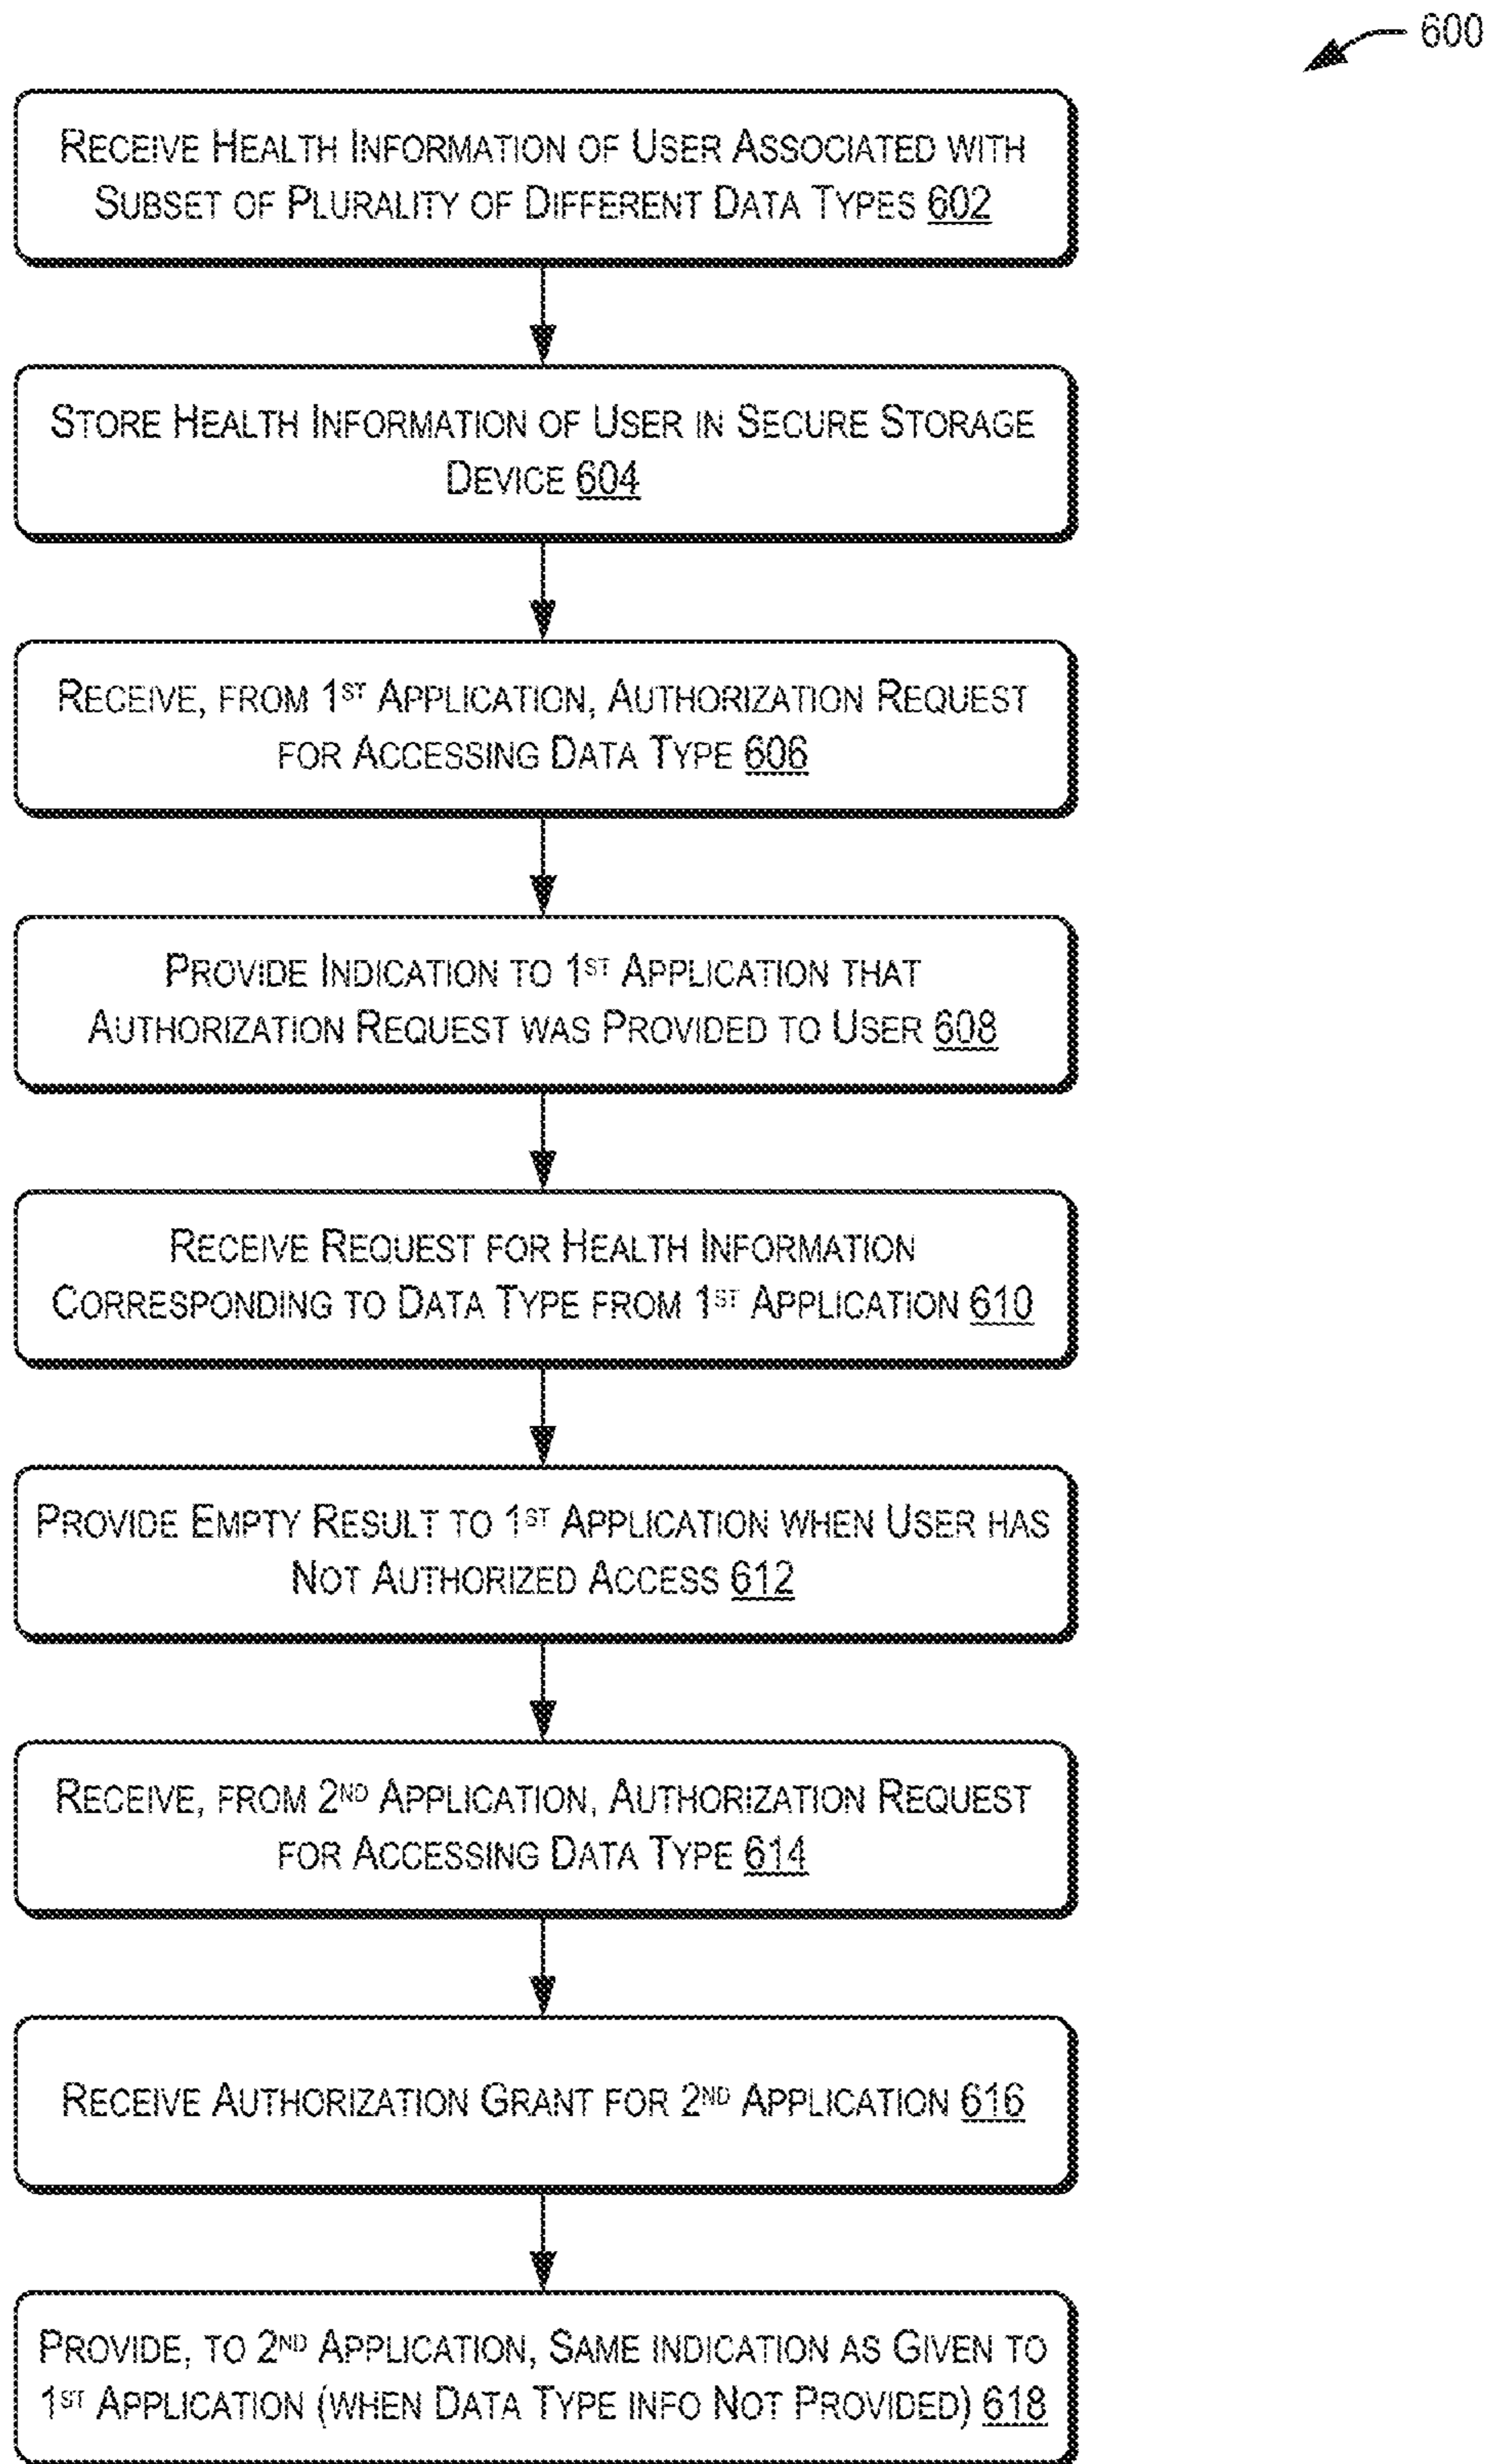 600
RECEIVE HEALTH INFORMATION OF USER ASSOCIATED WITH
SUBSET OF PLURALITY OF DIFFERENT DATA TYPES 602
STORE HEALTH INFORMATION OF USER IN SECURE STORAGE
DEVICE 604
RECEIVE, FROM 1ST APPLICATION, AUTHORIZATION REQUEST
FOR ACCESSING DATA TYPE 606
PROVIDE INDICATION TO 1ST APPLICATION THAT
AUTHORIZATION REQUEST WAS PROVIDED TO USER 608
RECEIVE REQUEST FOR HEALTH INFORMATION
CORRESPONDING TO DATA TYPE FROM 1ST APPLICATION 610
PROVIDE EMPTY RESULT TO 1ST APPLICATION WHEN USER HAS
NOT AUTHORIZED ACCESS 612
RECEIVE, FROM 2ND APPLICATION, AUTHORIZATION REQUEST
FOR ACCESSING DATA TYPE 614
RECEIVE AUTHORIZATION GRANT FOR 2ND APPLICATION 616
PROVIDE, TO 2ND APPLICATION, SAME INDICATION AS GIVEN TO
1ST APPLICATION (WHEN DATA TYPE INFO NOT PROVIDED) 618